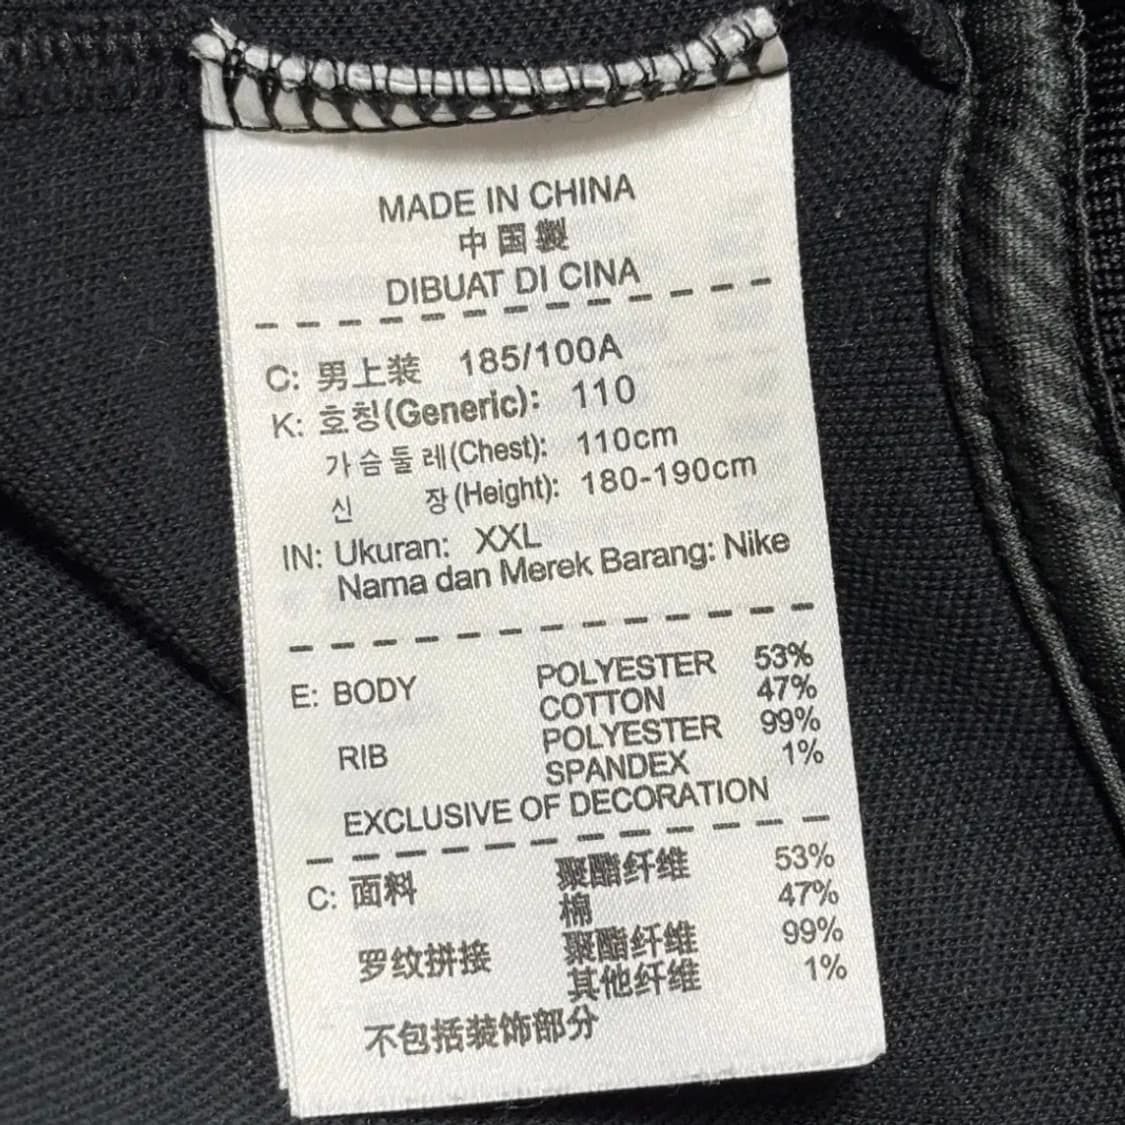 MADE IN CHINA
中国製
DIBUAT DI CINA
C: 男上装 185/100A
K: 호칭(Generic): 110
가슴둘레(Chest): 110cm
신 장(Height): 180-190cm
IN: Ukuran: XXL
Nama dan Merek Barang: Nike
E: BODY POLYESTER 53%
COTTON 47%
RIB POLYESTER 99%
SPANDEX 1%
EXCLUSIVE OF DECORATION
C: 面料 聚酯纤维 53%
棉 47%
罗纹拼接 聚酯纤维 99%
其他纤维 1%
不包括装饰部分